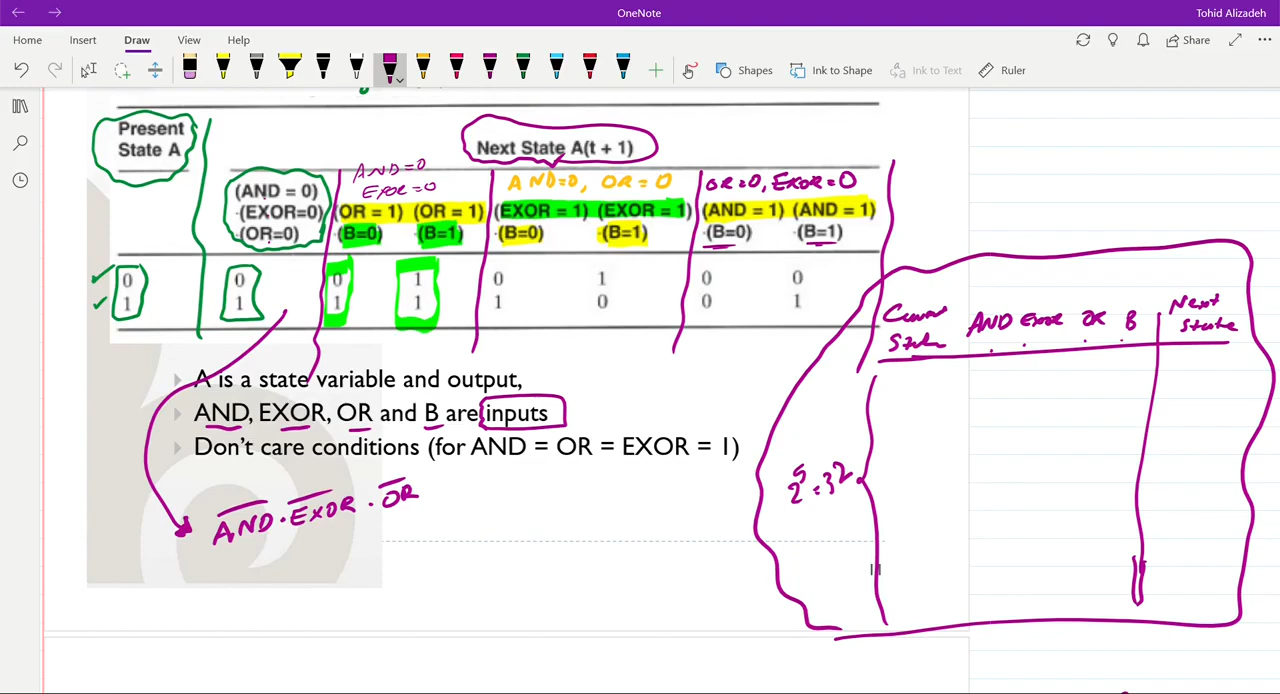 OneNote
Tohid Alizadeh
Home Insert Draw View Help
Share
Shapes Ink to Shape Ink to Text Ruler
Present
State A
Next State A(t + 1)
AND=0
EXOR=0
AND=0, OR=0
OR=0, EXOR=0
(AND = 0)
(EXOR=0) (OR = 1) (OR = 1) (EXOR = 1) (EXOR = 1) (AND = 1) (AND = 1)
(OR=0) (B=0) (B=1) (B=0) (B=1) (B=0) (B=1)
0 0 0 1 0 1 0 0
1 1 1 1 1 0 0 1
A is a state variable and output,
AND, EXOR, OR and B are inputs
Don't care conditions (for AND = OR = EXOR = 1)
AND . EXOR . OR
Next
State
AND EXOR OR B
2^5 = 32
11